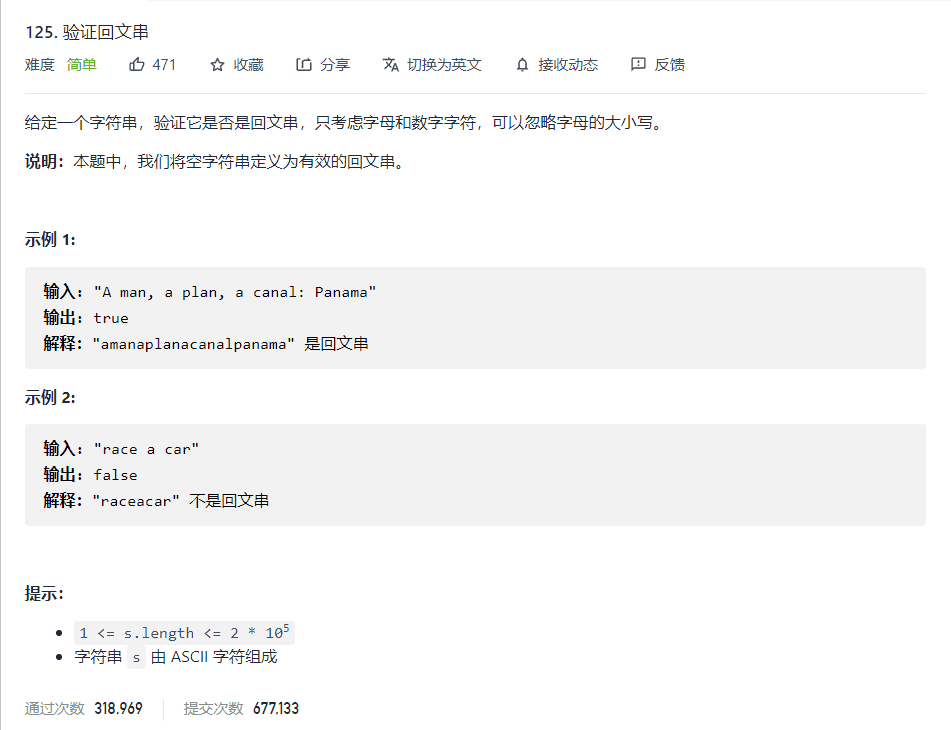 125. 验证回文串
难度 简单 471 收藏 分享 切换为英文 接收动态 反馈
给定一个字符串，验证它是否是回文串，只考虑字母和数字字符，可以忽略字母的大小写。
说明：本题中，我们将空字符串定义为有效的回文串。
示例 1:
输入: "A man, a plan, a canal: Panama"
输出: true
解释："amanaplanacanalpanama" 是回文串
示例 2:
输入: "race a car"
输出: false
解释："raceacar" 不是回文串
提示：
• 1 <= s.length <= 2 * 10⁵
• 字符串 s 由 ASCII 字符组成
通过次数 318,969 提交次数 677,133